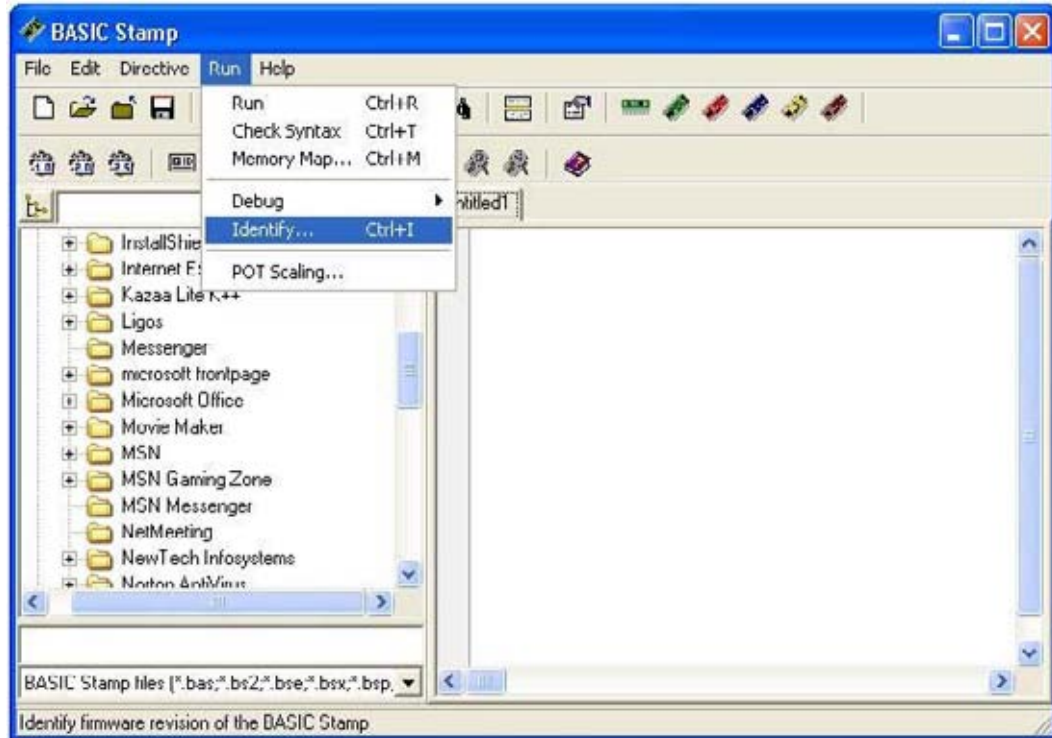 BASIC Stamp
File Edit Directive Run Help
Run Ctrl+R
Check Syntax Ctrl+T
Memory Map... Ctrl+M
Debug
Identify... Ctrl+I
POT Scaling...
ntitled1
InstallShie
Internet E
Kazaa Lite K++
Ligos
Messenger
microsoft frontpage
Microsoft Office
Movie Maker
MSN
MSN Gaming Zone
MSN Messenger
NetMeeting
NewTech Infosystems
Norton AntiVirus
BASIC Stamp files (*.bas;*.bs2;*.bse;*.bsx;*.bsp,
Identify firmware revision of the BASIC Stamp